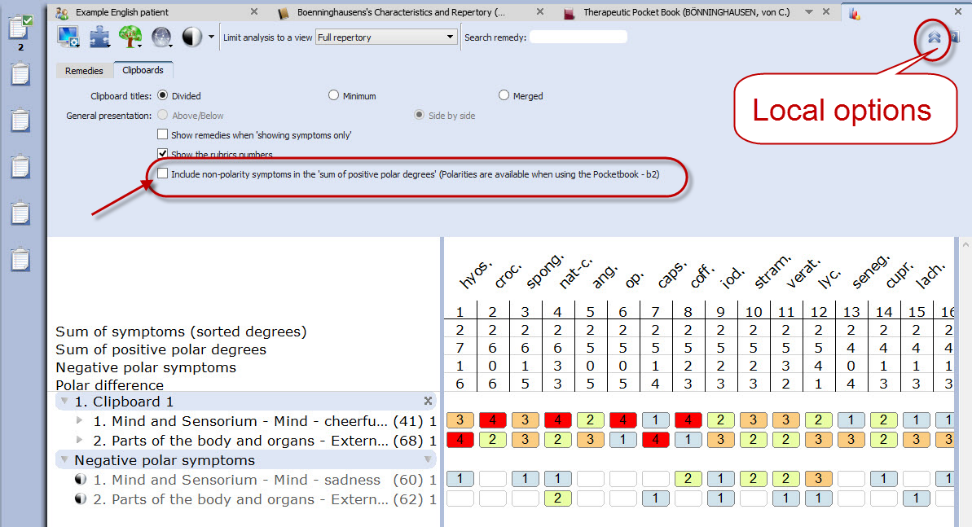 Example English patient
Boenninghausens's Characteristics and Repertory (...
Therapeutic Pocket Book (BÖNNINGHAUSEN, von C.)
2
Limit analysis to a view Full repertory Search remedy:
Local options
Remedies Clipboards
Clipboard titles: Divided Minimum Merged
General presentation: Above/Below Side by side
Show remedies when 'showing symptoms only'
Show the rubrics numbers
Include non-polarity symptoms in the 'sum of positive polar degrees' (Polarities are available when using the Pocketbook - b2)
hyos. croc. spong. nat-c. ang. op. caps. coff. iod. stram. verat. lyc. seneg. cupr. lach.
1 2 3 4 5 6 7 8 9 10 11 12 13 14 15 16
Sum of symptoms (sorted degrees) 2 2 2 2 2 2 2 2 2 2 2 2 2 2 2 2
Sum of positive polar degrees 7 6 6 6 5 5 5 5 5 5 5 5 4 4 4 4
Negative polar symptoms 1 0 1 3 0 0 1 2 2 2 3 4 0 1 1 1
Polar difference 6 6 5 3 5 5 4 3 3 3 2 1 4 3 3 3
1. Clipboard 1
1. Mind and Sensorium - Mind - cheerfu... (41) 1 3 4 3 4 2 4 1 4 2 3 3 2 1 2 1 1
2. Parts of the body and organs - Extern... (68) 1 4 2 3 2 3 1 4 1 3 2 2 3 3 2 3 3
Negative polar symptoms
1. Mind and Sensorium - sadness (60) 1 1 1 1 2 1 2 2 3 1 1
2. Parts of the body and organs - Extern... (62) 1 2 1 1 1 1 1